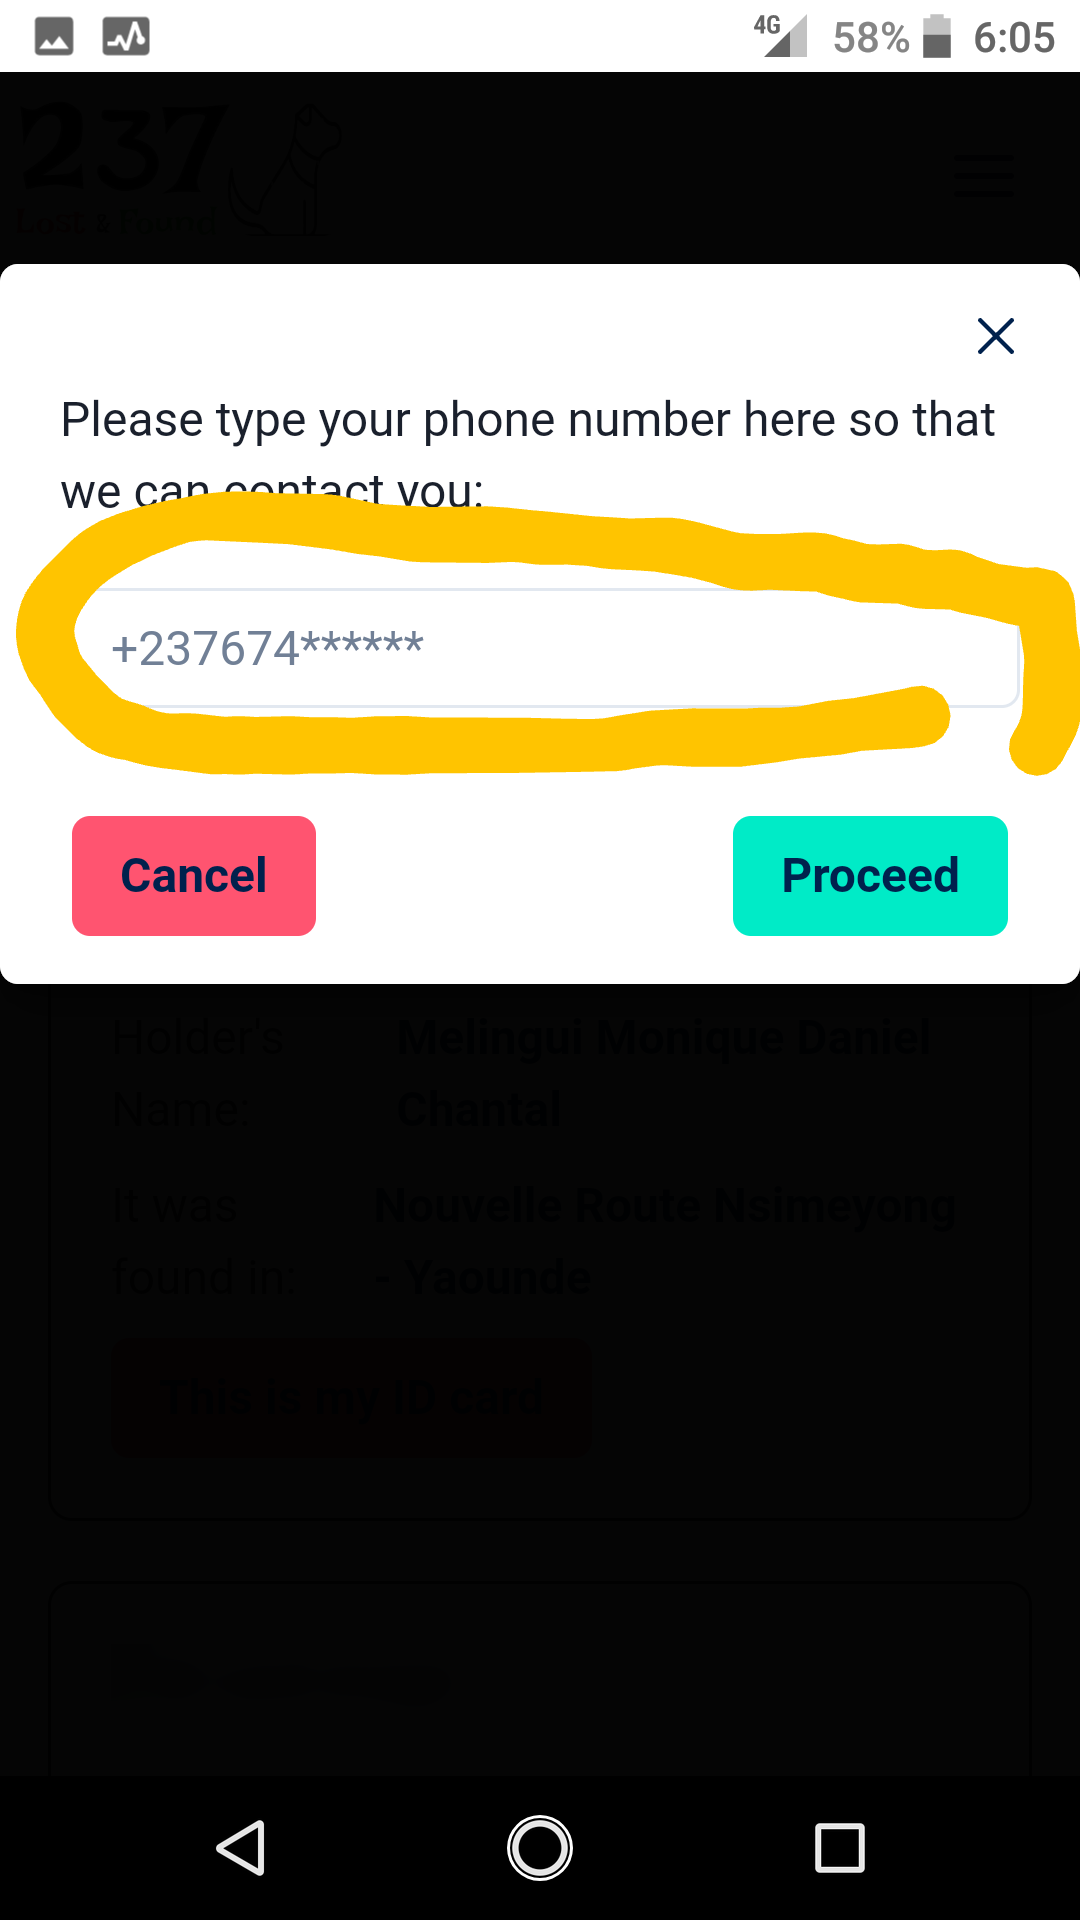 4G 58% 6:05
237
Lost & Found
Please type your phone number here so that
we can contact you:
+237674******
Cancel Proceed
Holder's Melingui Monique Daniel
Name: Chantal
It was Nouvelle Route Nsimeyong
found in: - Yaounde
This is my ID card